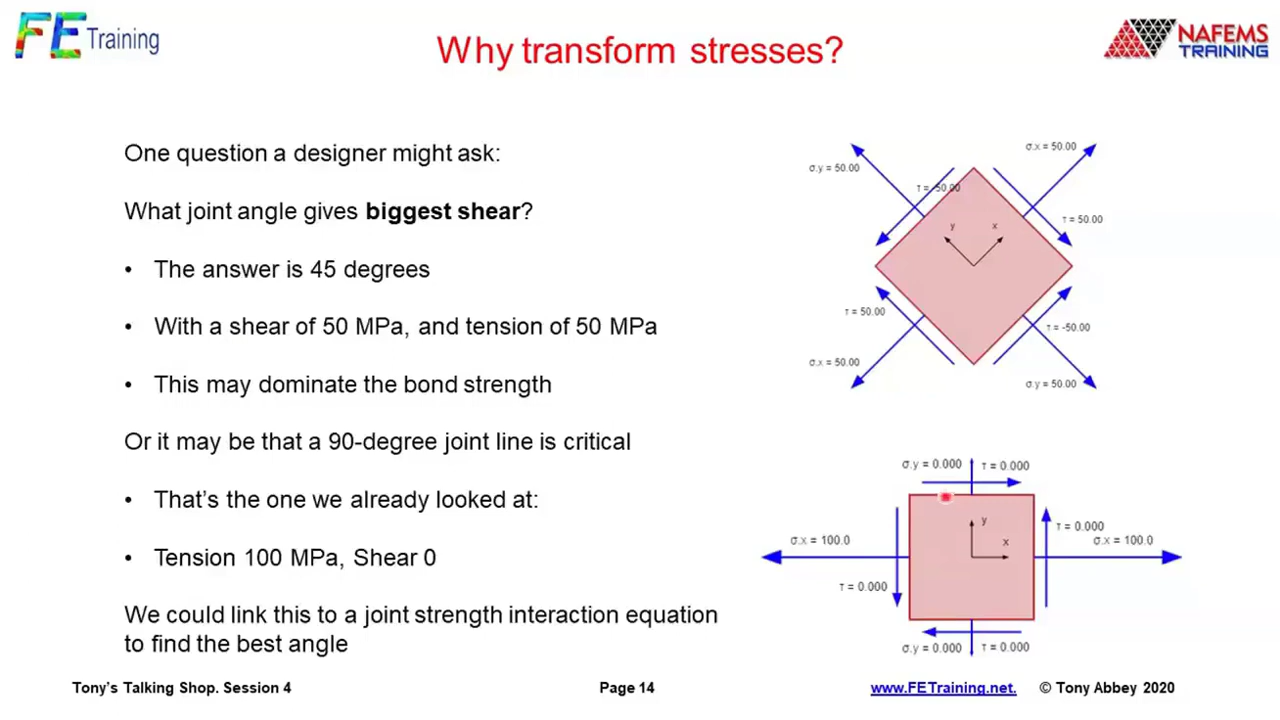 FE Training
Why transform stresses?
NAFEMS
TRAINING
One question a designer might ask:
What joint angle gives biggest shear?
• The answer is 45 degrees
• With a shear of 50 MPa, and tension of 50 MPa
• This may dominate the bond strength
Or it may be that a 90-degree joint line is critical
• That's the one we already looked at:
• Tension 100 MPa, Shear 0
We could link this to a joint strength interaction equation
to find the best angle
σ.x = 50.00
σ.y = 50.00
τ = -50.00
τ = 50.00
y
x
τ = 50.00
τ = -50.00
σ.x = 50.00
σ.y = 50.00
σ.y = 0.000
τ = 0.000
y
τ = 0.000
x
σ.x = 100.0
σ.x = 100.0
τ = 0.000
σ.y = 0.000
τ = 0.000
Tony's Talking Shop. Session 4
Page 14
www.FETraining.net.
© Tony Abbey 2020